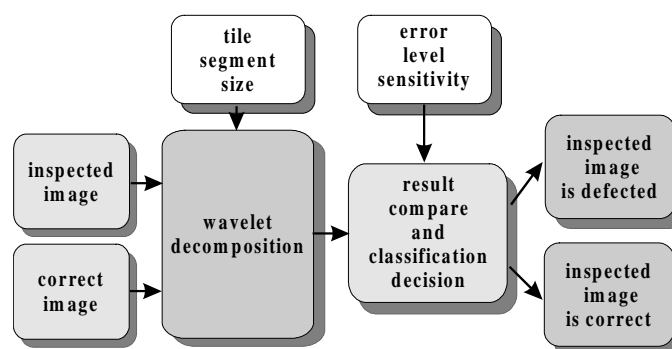 tile
segment
size
error
level
sensitivity
inspected
image
correct
image
wavelet
decomposition
result
compare
and
classification
decision
inspected
image
is defected
inspected
image
is correct